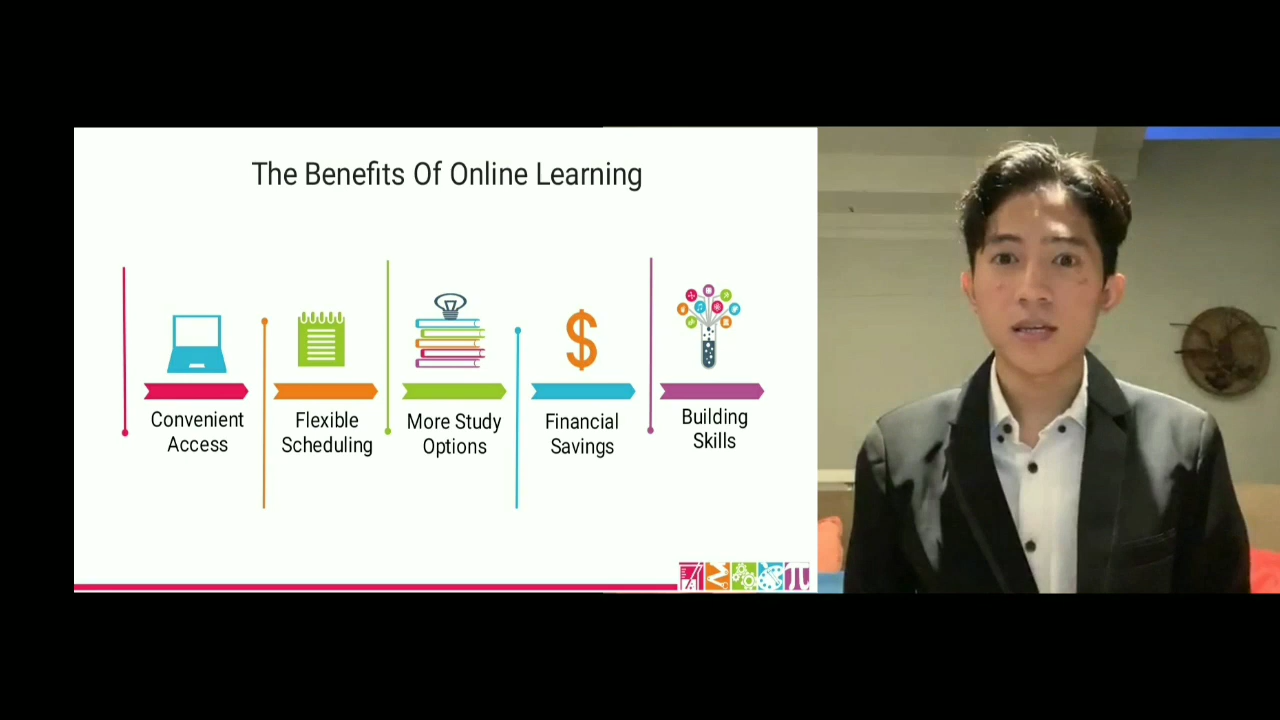 The Benefits Of Online Learning
Convenient
Access
Flexible
Scheduling
More Study
Options
Financial
Savings
Building
Skills